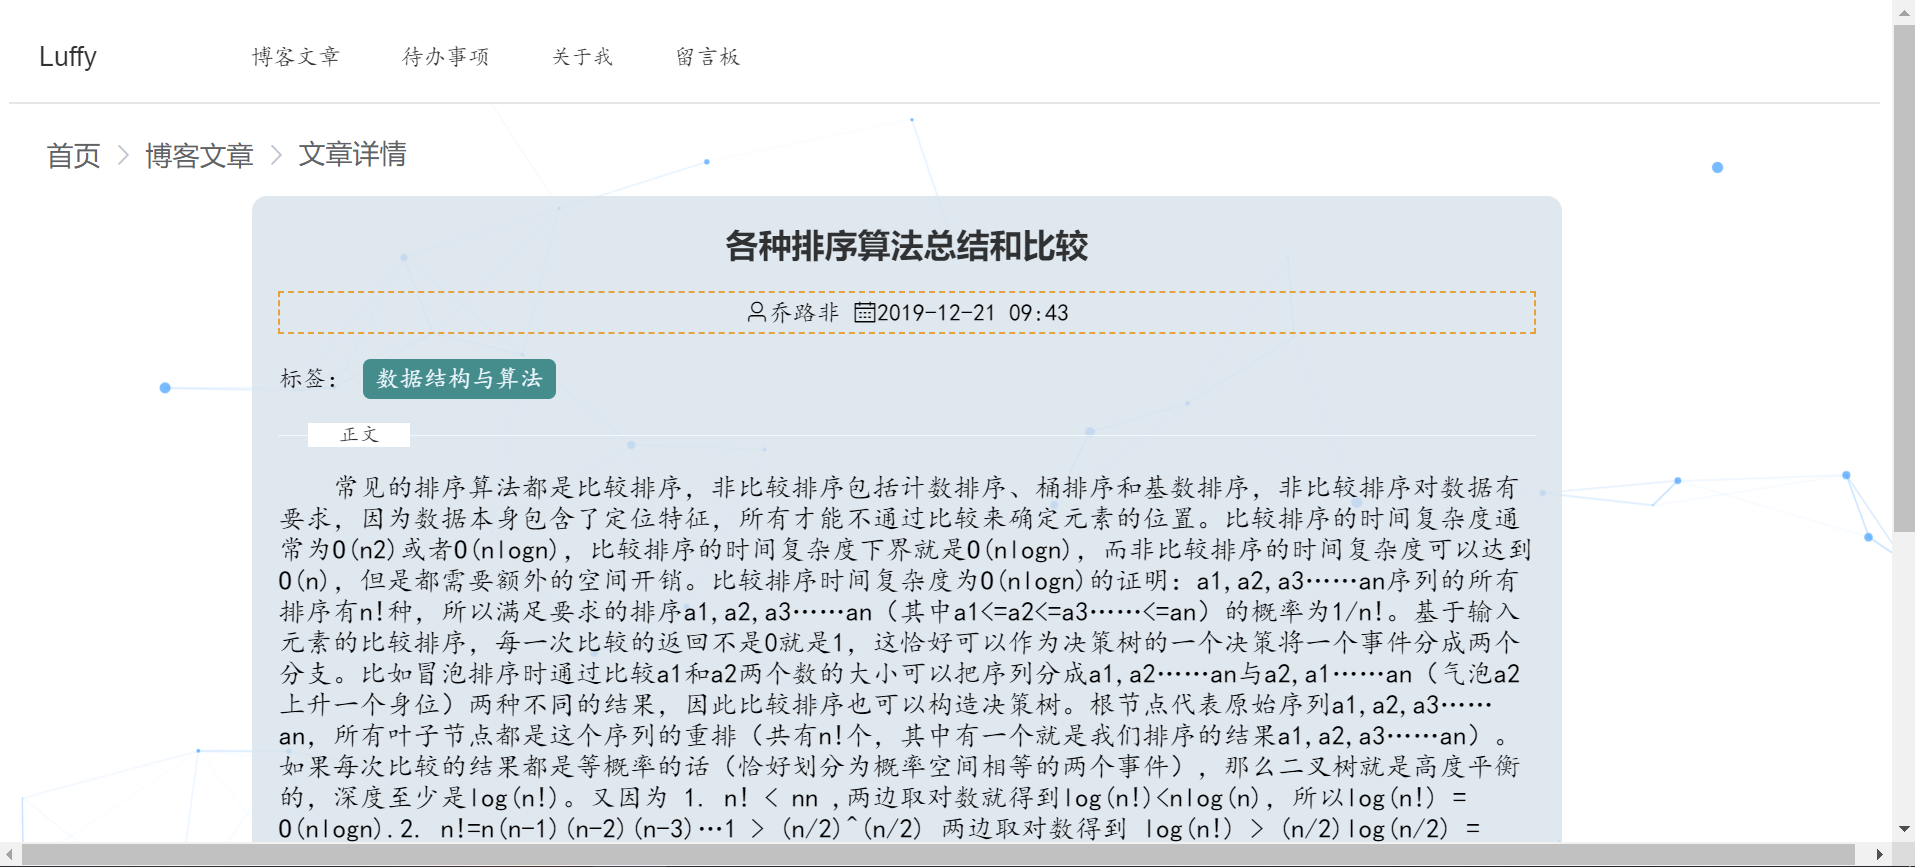 Luffy
博客文章 待办事项 关于我 留言板
首页 > 博客文章 > 文章详情
各种排序算法总结和比较
乔路非 2019-12-21 09:43
标签： 数据结构与算法
正文
常见的排序算法都是比较排序，非比较排序包括计数排序、桶排序和基数排序，非比较排序对数据有
要求，因为数据本身包含了定位特征，所有才能不通过比较来确定元素的位置。比较排序的时间复杂度通
常为O(n2)或者O(nlogn)，比较排序的时间复杂度下界就是O(nlogn)，而非比较排序的时间复杂度可以达到
O(n)，但是都需要额外的空间开销。比较排序时间复杂度为O(nlogn)的证明：a1,a2,a3……an序列的所有
排序有n!种，所以满足要求的排序a1,a2,a3……an（其中a1<=a2<=a3……<=an）的概率为1/n!。基于输入
元素的比较排序，每一次比较的返回不是0就是1，这恰好可以作为决策树的一个决策将一个事件分成两个
分支。比如冒泡排序时通过比较a1和a2两个数的大小可以把序列分成a1,a2……an与a2,a1……an（气泡a2
上升一个身位）两种不同的结果，因此比较排序也可以构造决策树。根节点代表原始序列a1,a2,a3……
an，所有叶子节点都是这个序列的重排（共有n!个，其中有一个就是我们排序的结果a1,a2,a3……an）。
如果每次比较的结果都是等概率的话（恰好划分为概率空间相等的两个事件），那么二叉树就是高度平衡
的，深度至少是log(n!)。又因为 1. n! < nn ,两边取对数就得到log(n!)<nlog(n)，所以log(n!) =
O(nlogn).2. n!=n(n-1)(n-2)(n-3)…1 > (n/2)^(n/2) 两边取对数得到 log(n!) > (n/2)log(n/2) =